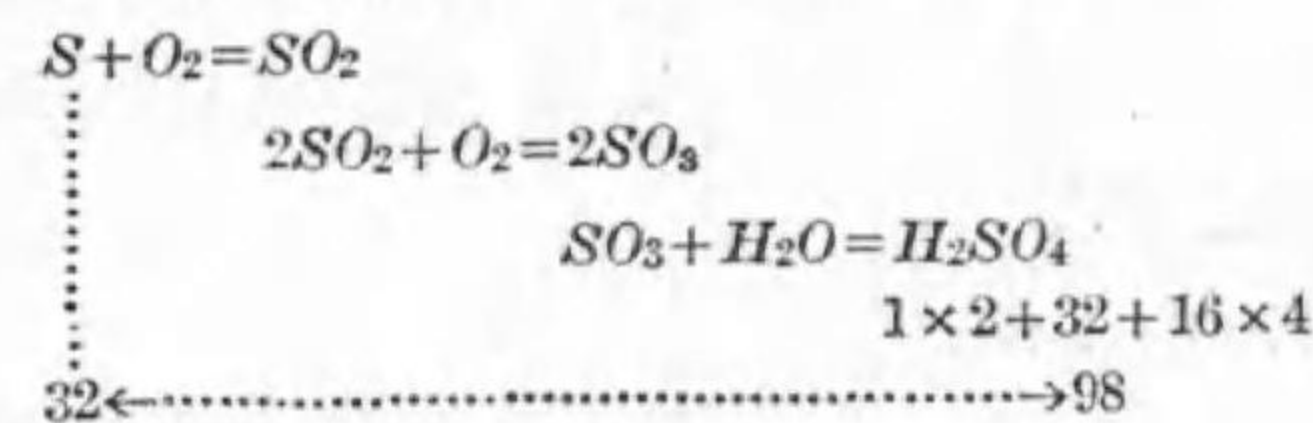 S+O₂=SO₂
2SO₂+O₂=2SO₃
SO₃+H₂O=H₂SO₄
1×2+32+16×4
32←→98